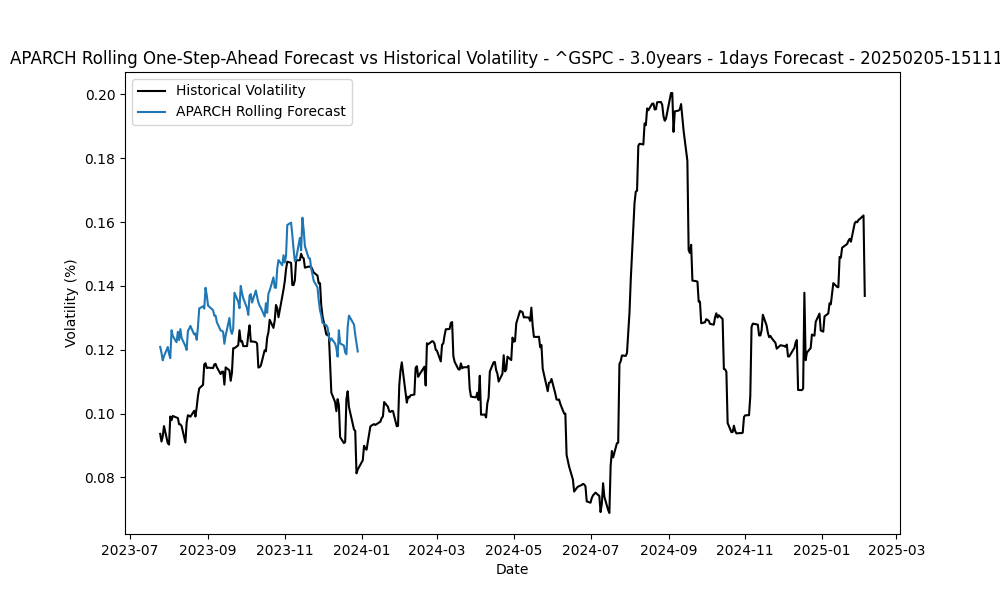 APARCH Rolling One-Step-Ahead Forecast vs Historical Volatility - ^GSPC - 3.0years - 1days Forecast - 20250205-15111
Historical Volatility
APARCH Rolling Forecast
0.20
0.18
0.16
0.14
0.12
0.10
0.08
Volatility (%)
2023-07 2023-09 2023-11 2024-01 2024-03 2024-05 2024-07 2024-09 2024-11 2025-01 2025-03
Date